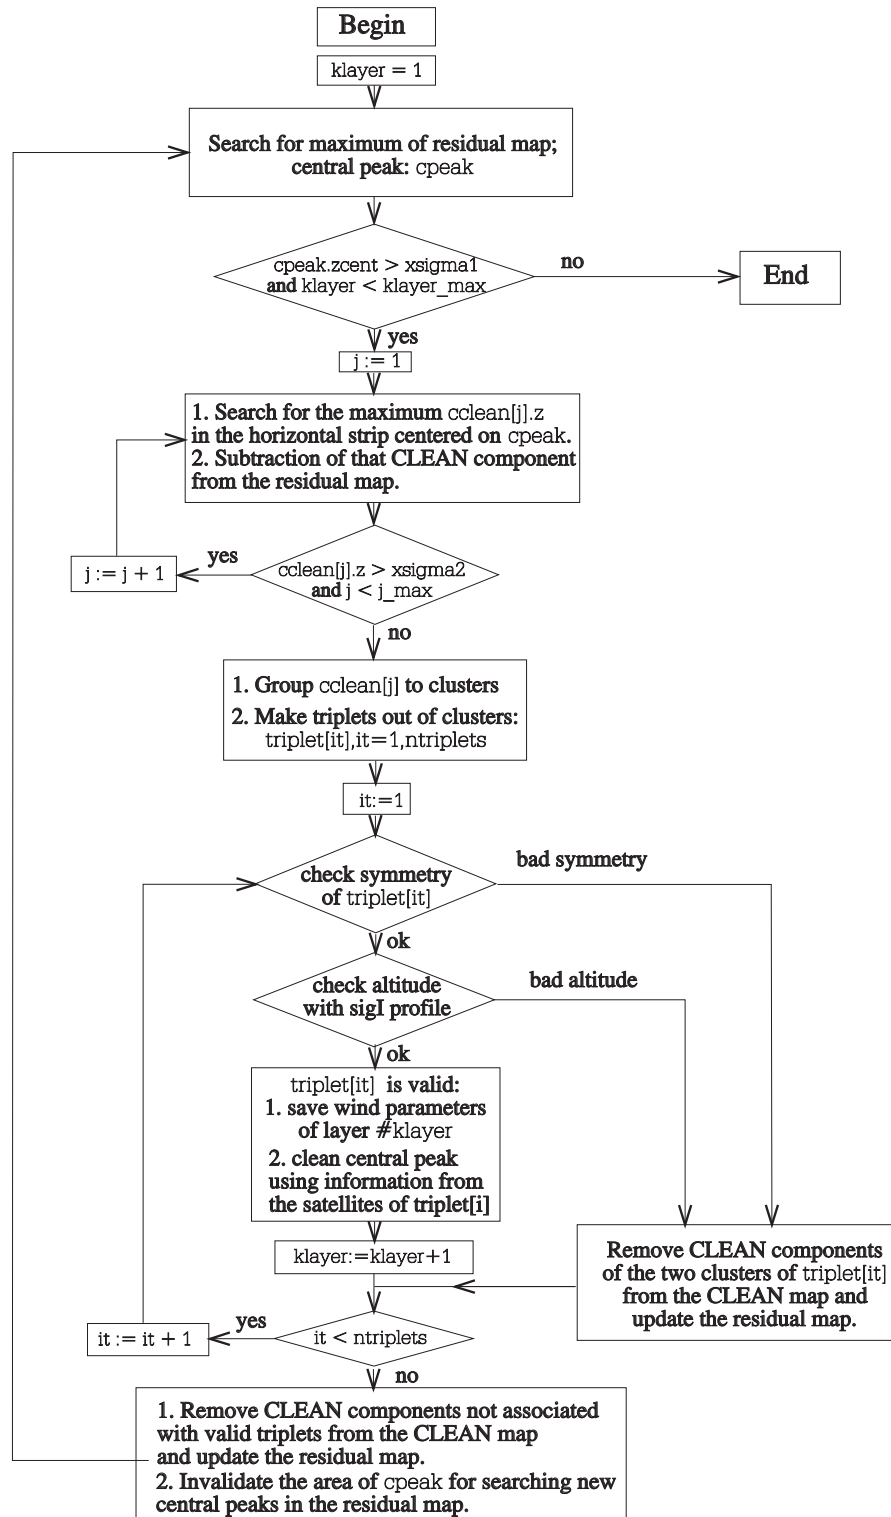 Begin
klayer = 1
Search for maximum of residual map;
central peak: cpeak
cpeak.zcent > xsigma1
and klayer < klayer_max
no
End
yes
j := 1
1. Search for the maximum cclean[j].z
in the horizontal strip centered on cpeak.
2. Subtraction of that CLEAN component
from the residual map.
yes
j := j + 1
cclean[j].z > xsigma2
and j < j_max
no
1. Group cclean[j] to clusters
2. Make triplets out of clusters:
triplet[it],it=1,ntriplets
it:=1
check symmetry
of triplet[it]
bad symmetry
ok
check altitude
with sigI profile
bad altitude
ok
triplet[it] is valid:
1. save wind parameters
of layer #klayer
2. clean central peak
using information from
the satellites of triplet[i]
klayer:=klayer+1
Remove CLEAN components
of the two clusters of triplet[it]
from the CLEAN map and
update the residual map.
it := it + 1
yes
it < ntriplets
no
1. Remove CLEAN components not associated
with valid triplets from the CLEAN map
and update the residual map.
2. Invalidate the area of cpeak for searching new
central peaks in the residual map.